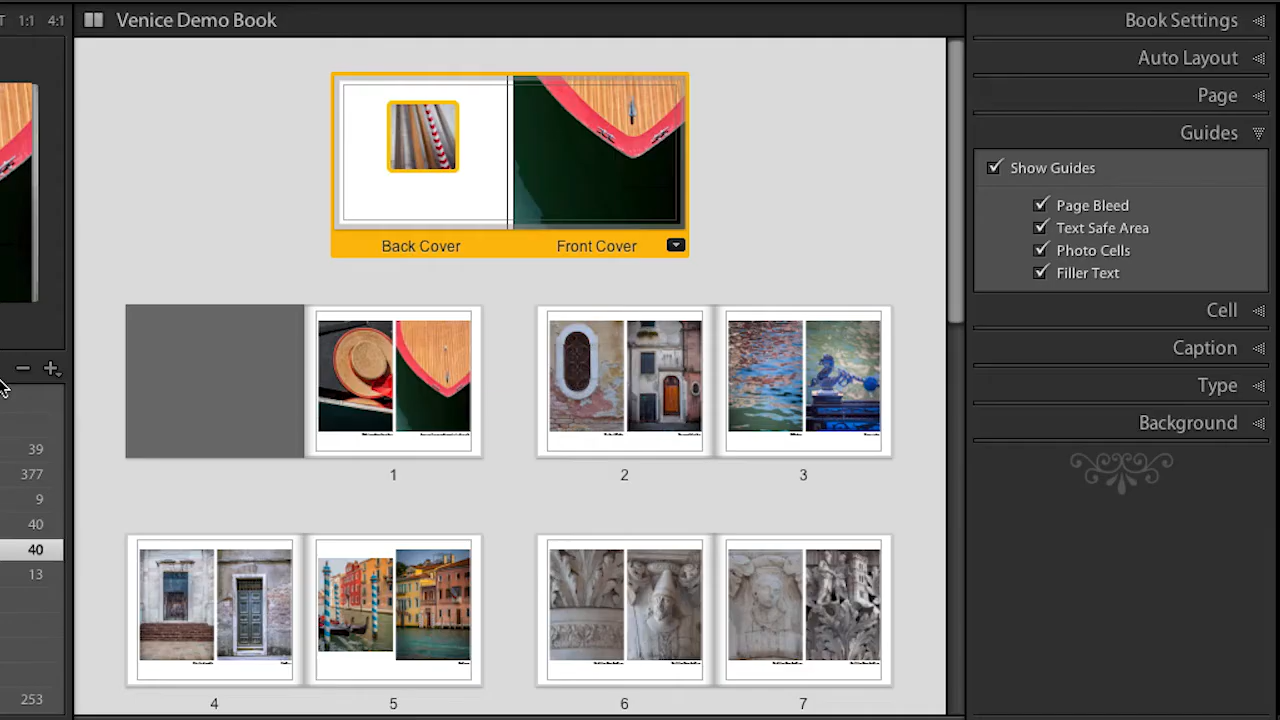 1:1 4:1
Venice Demo Book
Book Settings
Auto Layout
Page
Guides
Show Guides
Page Bleed
Text Safe Area
Photo Cells
Filler Text
Cell
Caption
Type
Background
Back Cover Front Cover
1 2 3
4 5 6 7
39
377
9
40
40
13
253